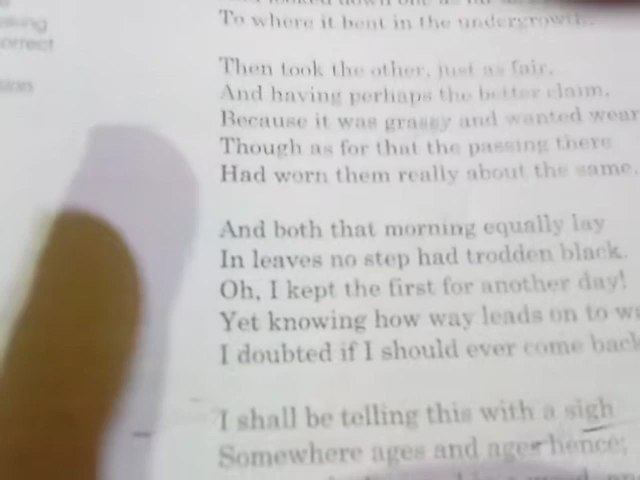 To where it bent in the undergrowth;
Then took the other, just as fair,
And having perhaps the better claim,
Because it was grassy and wanted wear
Though as for that the passing there
Had worn them really about the same,
And both that morning equally lay
In leaves no step had trodden black.
Oh, I kept the first for another day!
Yet knowing how way leads on to
I doubted if I should ever come back
I shall be telling this with a sigh
Somewhere ages and ages hence;